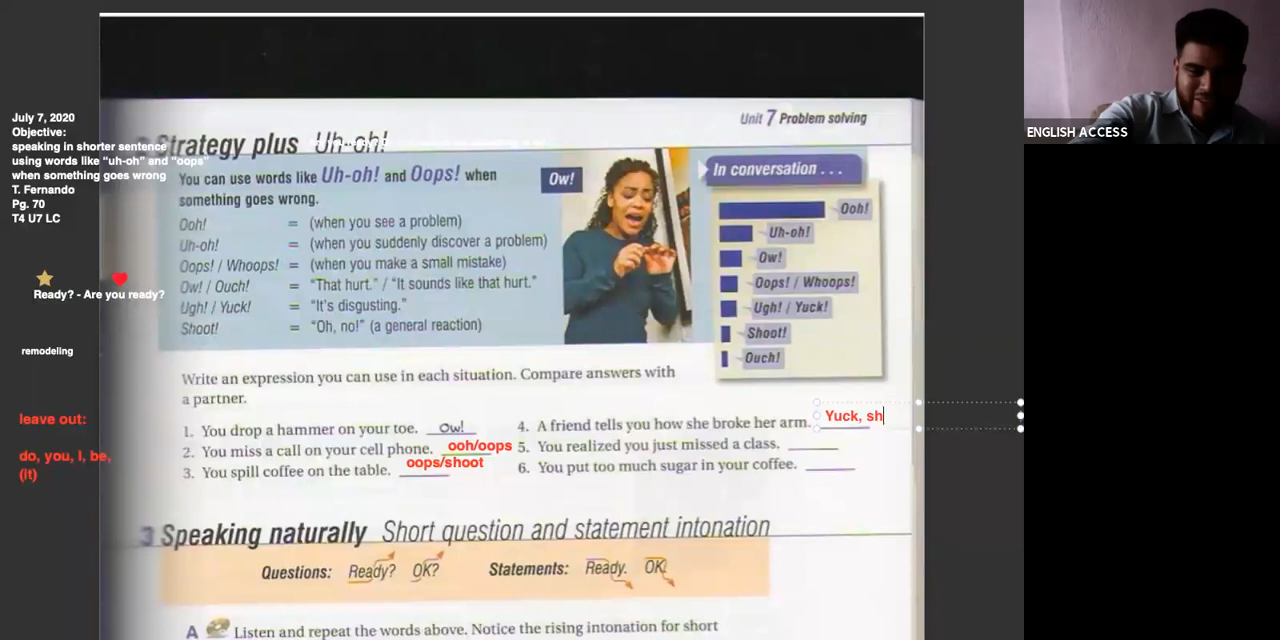 July 7, 2020
Objective:
speaking in shorter sentence
using words like "uh-oh" and "oops"
when something goes wrong
T. Fernando
Pg. 70
T4 U7 LC
Ready? - Are you ready?
remodeling
leave out:
do, you, I, be,
(it)
Unit 7 Problem solving
Strategy plus Uh-oh!
You can use words like Uh-oh! and Oops! when
something goes wrong.
Ooh! = (when you see a problem)
Uh-oh! = (when you suddenly discover a problem)
Oops! / Whoops! = (when you make a small mistake)
Ow! / Ouch! = "That hurt." / "It sounds like that hurt."
Ugh! / Yuck! = "It's disgusting."
Shoot! = "Oh, no!" (a general reaction)
Ow!
In conversation . . .
Ooh!
Uh-oh!
Ow!
Oops! / Whoops!
Ugh! / Yuck!
Shoot!
Ouch!
Write an expression you can use in each situation. Compare answers with
a partner.
1. You drop a hammer on your toe. Ow!
2. You miss a call on your cell phone. ooh/oops
3. You spill coffee on the table. oops/shoot
4. A friend tells you how she broke her arm. Yuck, sh
5. You realized you just missed a class.
6. You put too much sugar in your coffee.
3 Speaking naturally Short question and statement intonation
Questions: Ready? OK? Statements: Ready. OK.
A Listen and repeat the words above. Notice the rising intonation for short
ENGLISH ACCESS